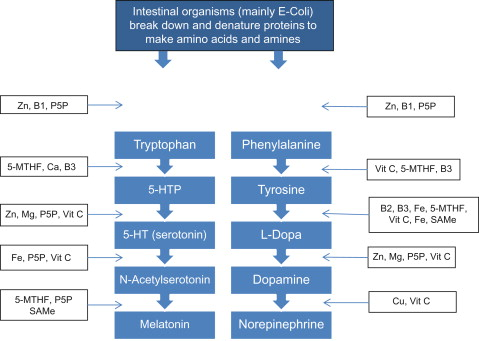 Intestinal organisms (mainly E-Coli)
break down and denature proteins to
make amino acids and amines
Zn, B1, P5P
Zn, B1, P5P
Tryptophan
Phenylalanine
5-MTHF, Ca, B3
Vit C, 5-MTHF, B3
5-HTP
Tyrosine
Zn, Mg, P5P, Vit C
B2, B3, Fe, 5-MTHF,
Vit C, Fe, SAMe
5-HT (serotonin)
L-Dopa
Fe, P5P, Vit C
Zn, Mg, P5P, Vit C
N-Acetylserotonin
Dopamine
5-MTHF, P5P
SAMe
Cu, Vit C
Melatonin
Norepinephrine